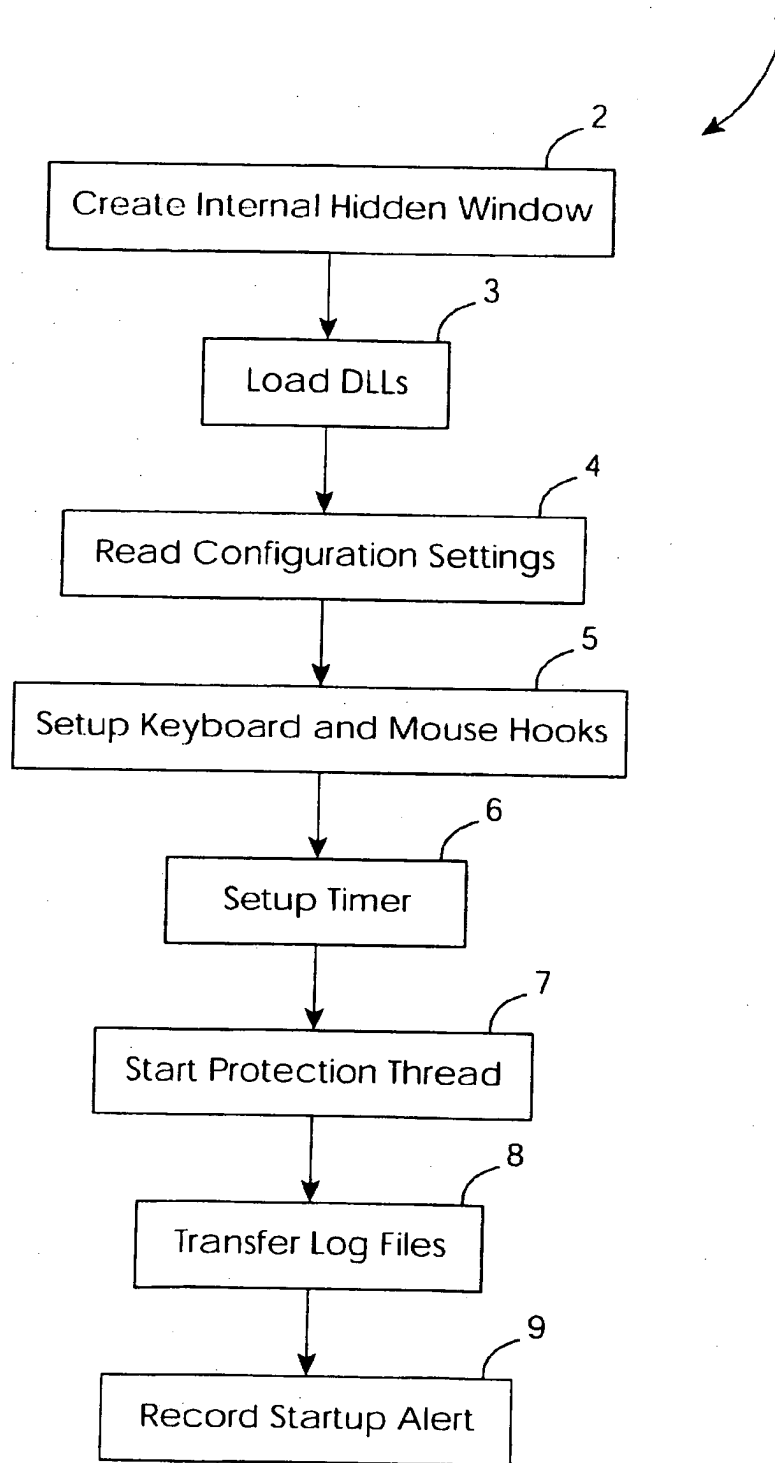 2
Create Internal Hidden Window
3
Load DLLs
4
Read Configuration Settings
5
Setup Keyboard and Mouse Hooks
6
Setup Timer
7
Start Protection Thread
8
Transfer Log Files
9
Record Startup Alert